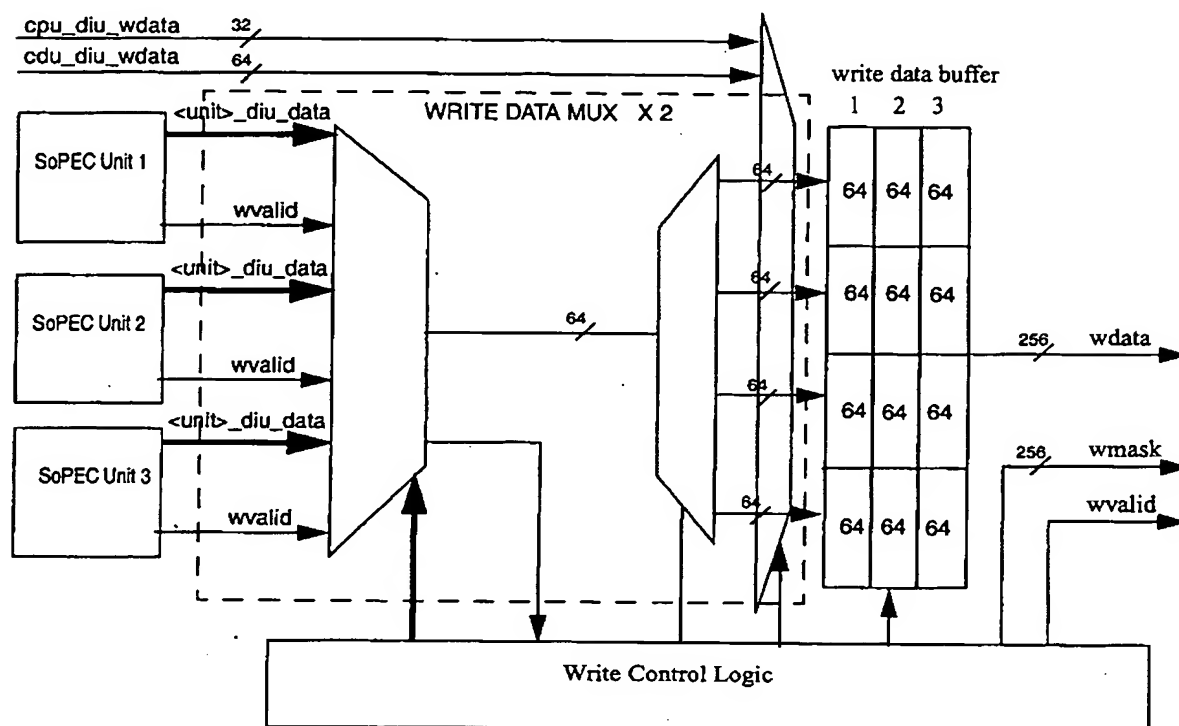 cpu_diu_wdata
32
cdu_diu_wdata
64
write data buffer
1 2 3
<unit>_diu_data
WRITE DATA MUX X 2
SoPEC Unit 1
wvalid
64
64 64 64
<unit>_diu_data
SoPEC Unit 2
64
64 64 64
64
wvalid
256
wdata
64
64 64 64
<unit>_diu_data
SoPEC Unit 3
256
wmask
wvalid
64
wvalid
64 64 64
Write Control Logic